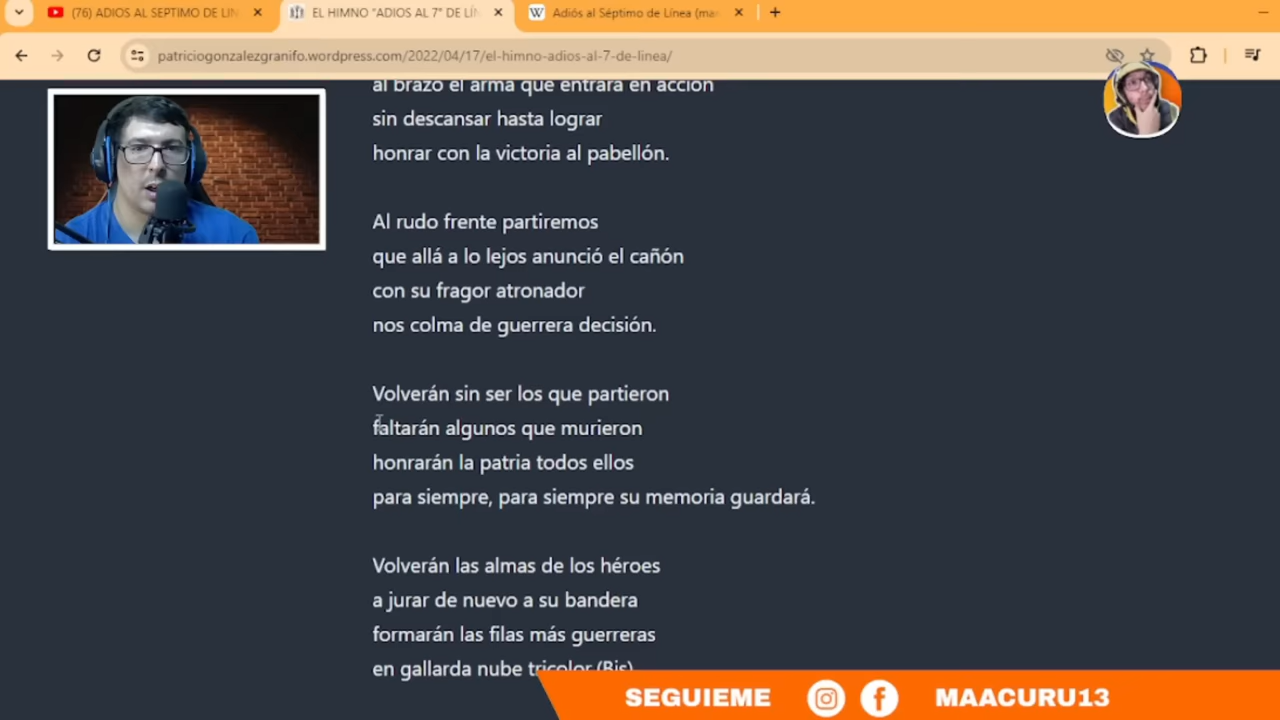 (76) ADIOS AL SEPTIMO DE LIN
EL HIMNO "ADIOS AL 7" DE LÍN
W Adiós al Séptimo de Línea (ma
patriciogonzalezgranifo.wordpress.com/2022/04/17/el-himno-adios-al-7-de-linea/
al brazo el arma que entrará en acción
sin descansar hasta lograr
honrar con la victoria al pabellón.
Al rudo frente partiremos
que allá a lo lejos anunció el cañón
con su fragor atronador
nos colma de guerrera decisión.
Volverán sin ser los que partieron
faltarán algunos que murieron
honrarán la patria todos ellos
para siempre, para siempre su memoria guardará.
Volverán las almas de los héroes
a jurar de nuevo a su bandera
formarán las filas más guerreras
en gallarda nube tricolor (Bis)
SEGUIEME MAACURU13